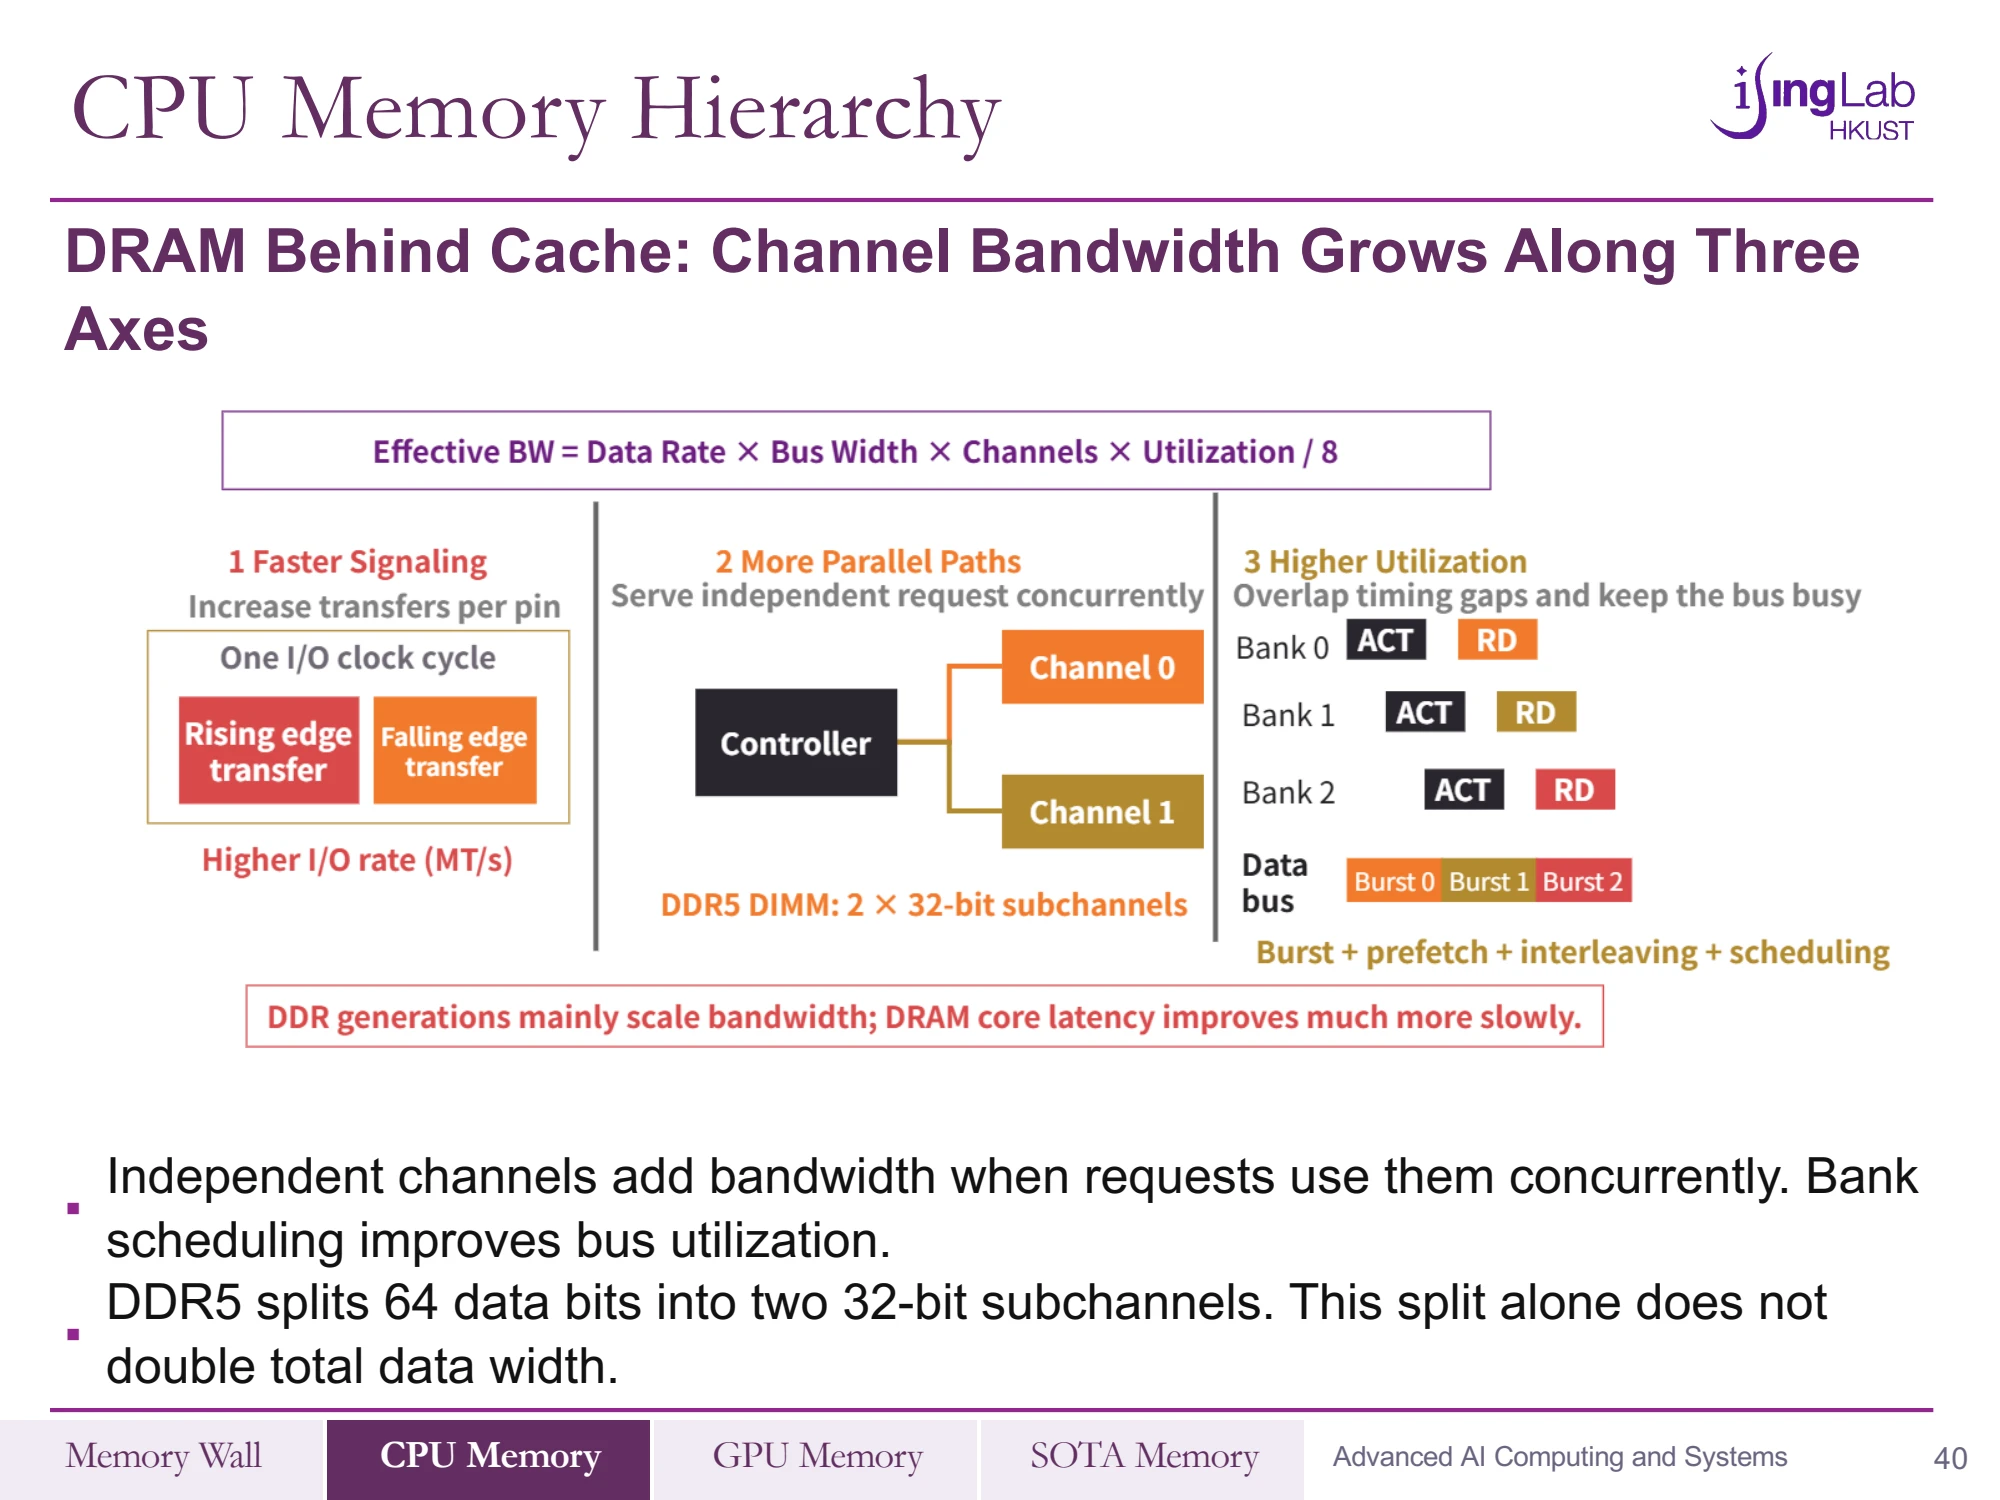 CPU Memory Hierarchy
isingLab
HKUST
DRAM Behind Cache: Channel Bandwidth Grows Along Three
Axes
Effective BW = Data Rate × Bus Width × Channels × Utilization / 8
1 Faster Signaling
Increase transfers per pin
One I/O clock cycle
Rising edge
transfer
Falling edge
transfer
Higher I/O rate (MT/s)
2 More Parallel Paths
Serve independent request concurrently
Controller
Channel 0
Channel 1
DDR5 DIMM: 2 × 32-bit subchannels
3 Higher Utilization
Overlap timing gaps and keep the bus busy
Bank 0 ACT RD
Bank 1 ACT RD
Bank 2 ACT RD
Data
bus
Burst 0 Burst 1 Burst 2
Burst + prefetch + interleaving + scheduling
DDR generations mainly scale bandwidth; DRAM core latency improves much more slowly.
▪ Independent channels add bandwidth when requests use them concurrently. Bank
scheduling improves bus utilization.
▪ DDR5 splits 64 data bits into two 32-bit subchannels. This split alone does not
double total data width.
Memory Wall CPU Memory GPU Memory SOTA Memory Advanced AI Computing and Systems 40